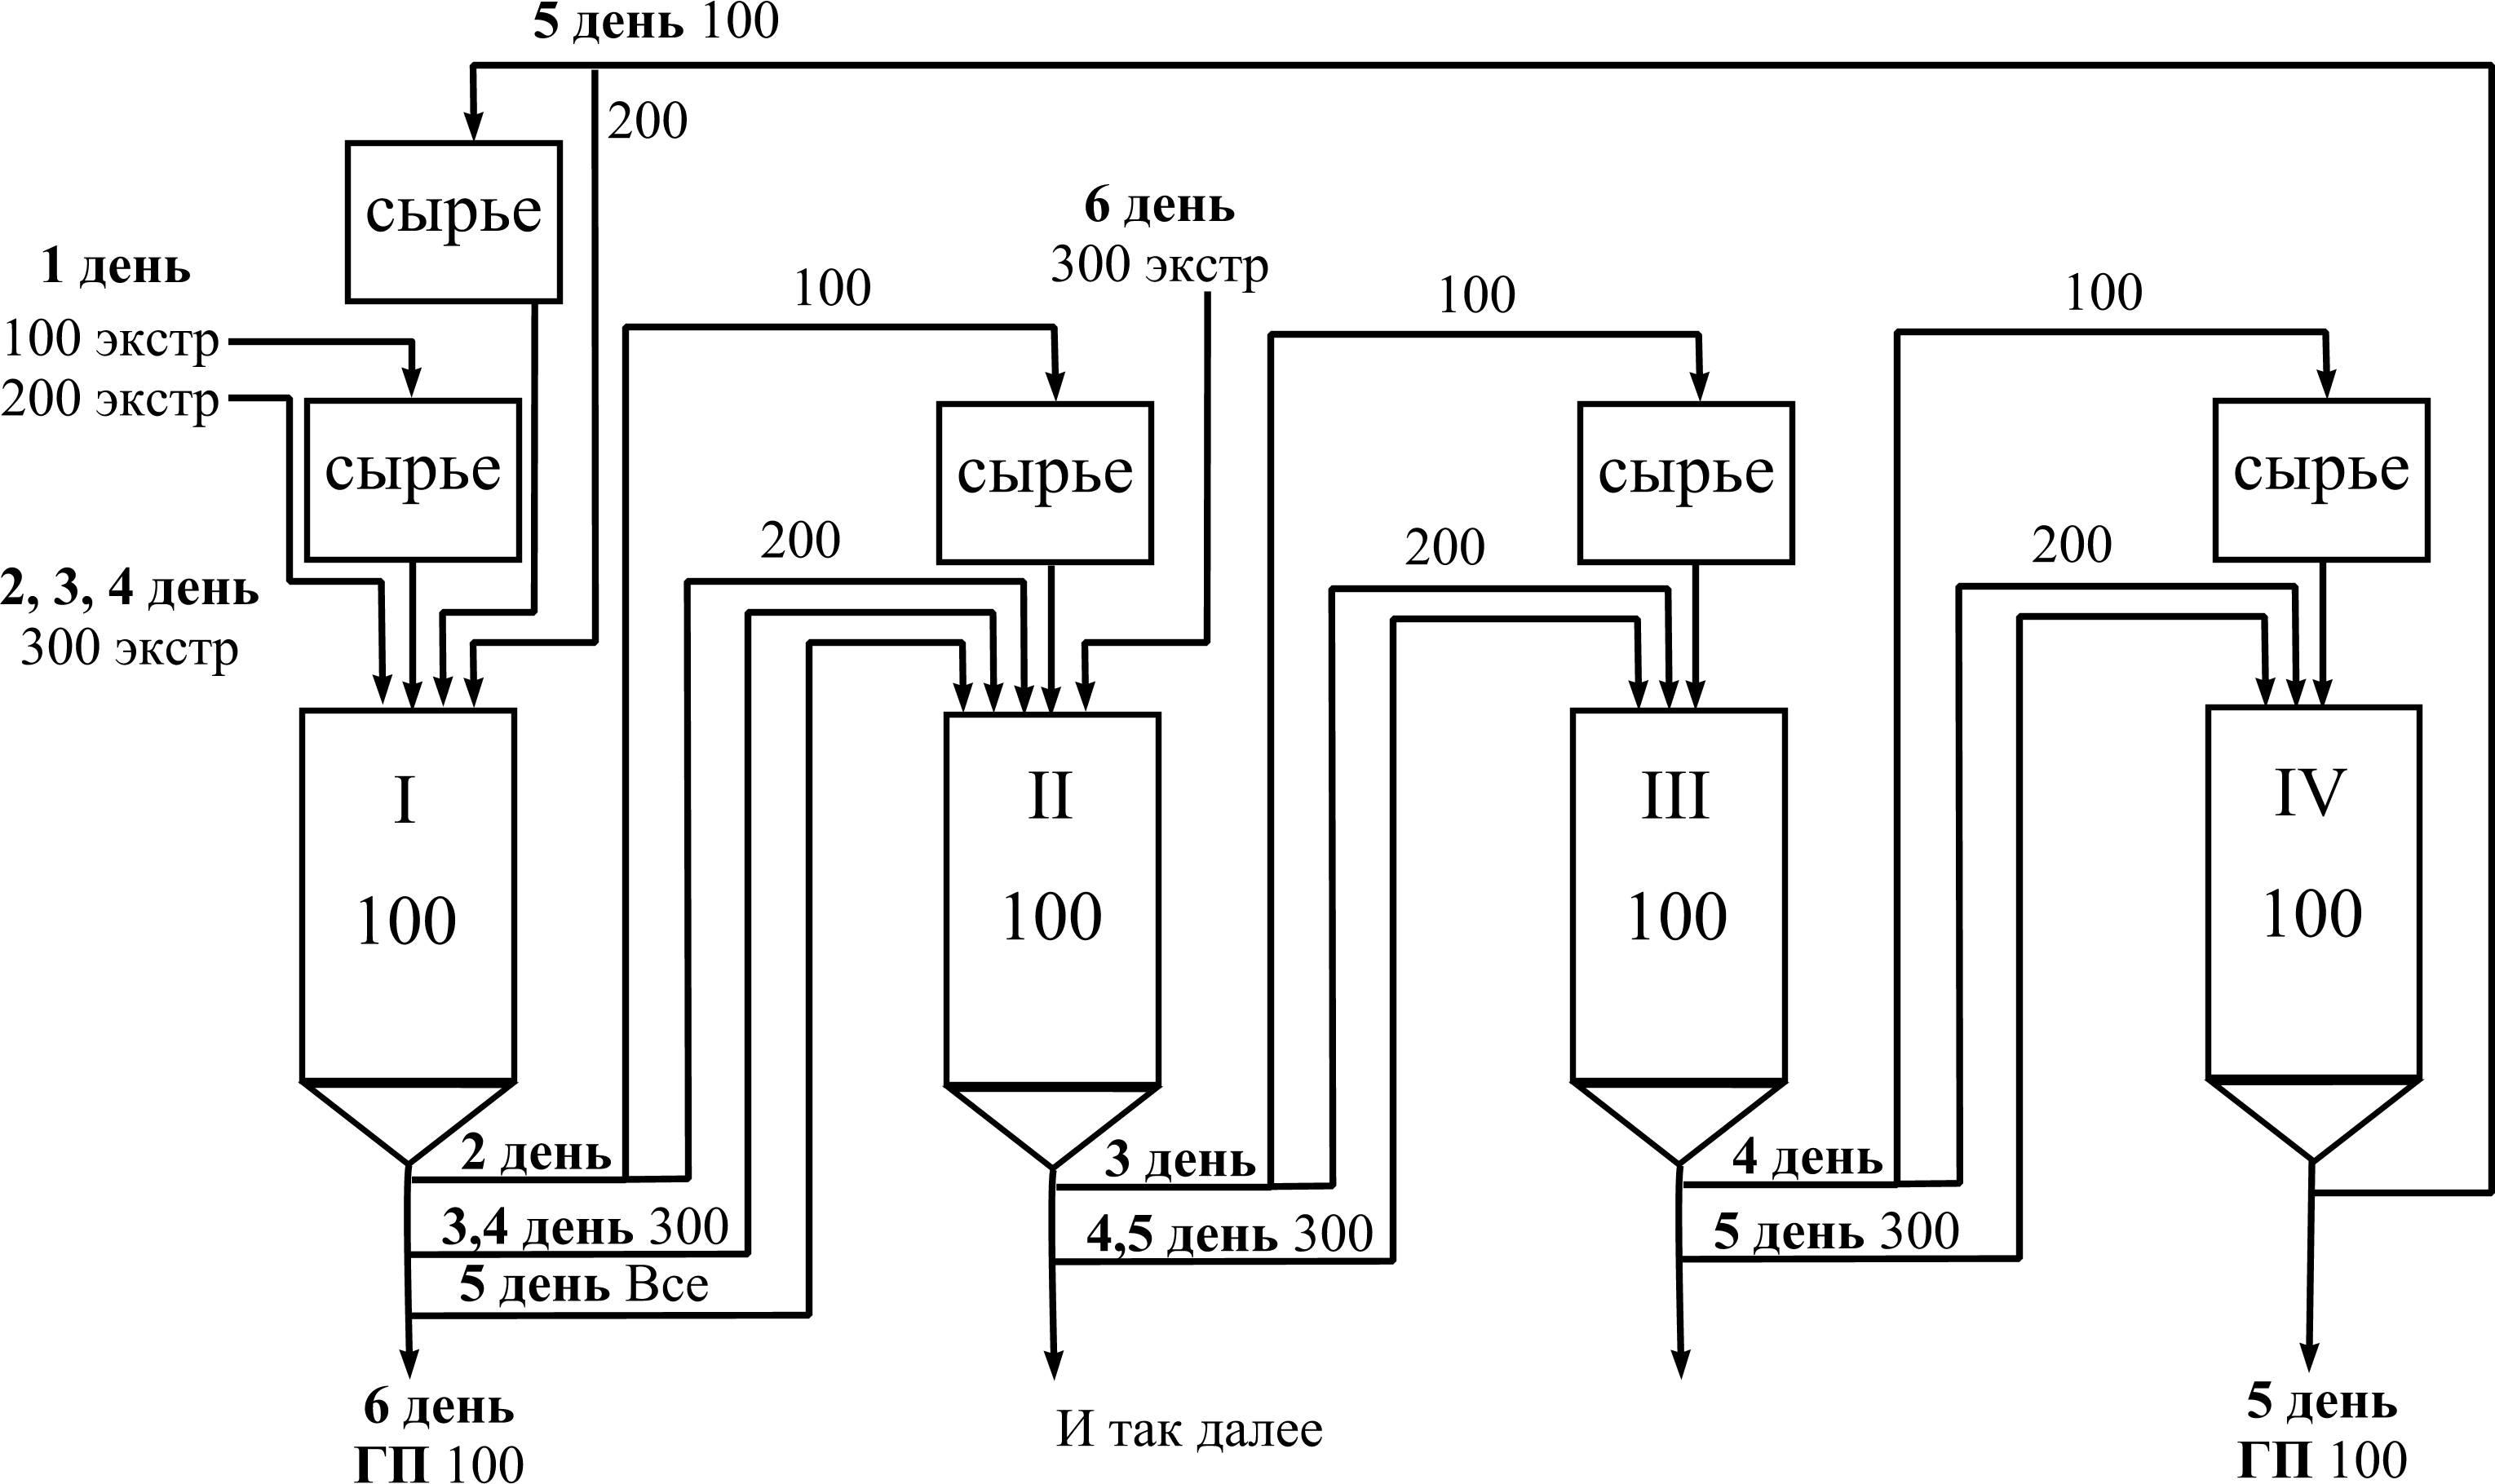 5 день 100
200
сырье
6 день
300 экстр
1 день
100 экстр
200 экстр
100
100
100
сырье
сырье
сырье
сырье
200
200
200
2, 3, 4 день
300 экстр
I
100
II
100
III
100
IV
100
2 день
3,4 день 300
5 день Все
3 день
4,5 день 300
4 день
5 день 300
6 день
ГП 100
И так далее
5 день
ГП 100